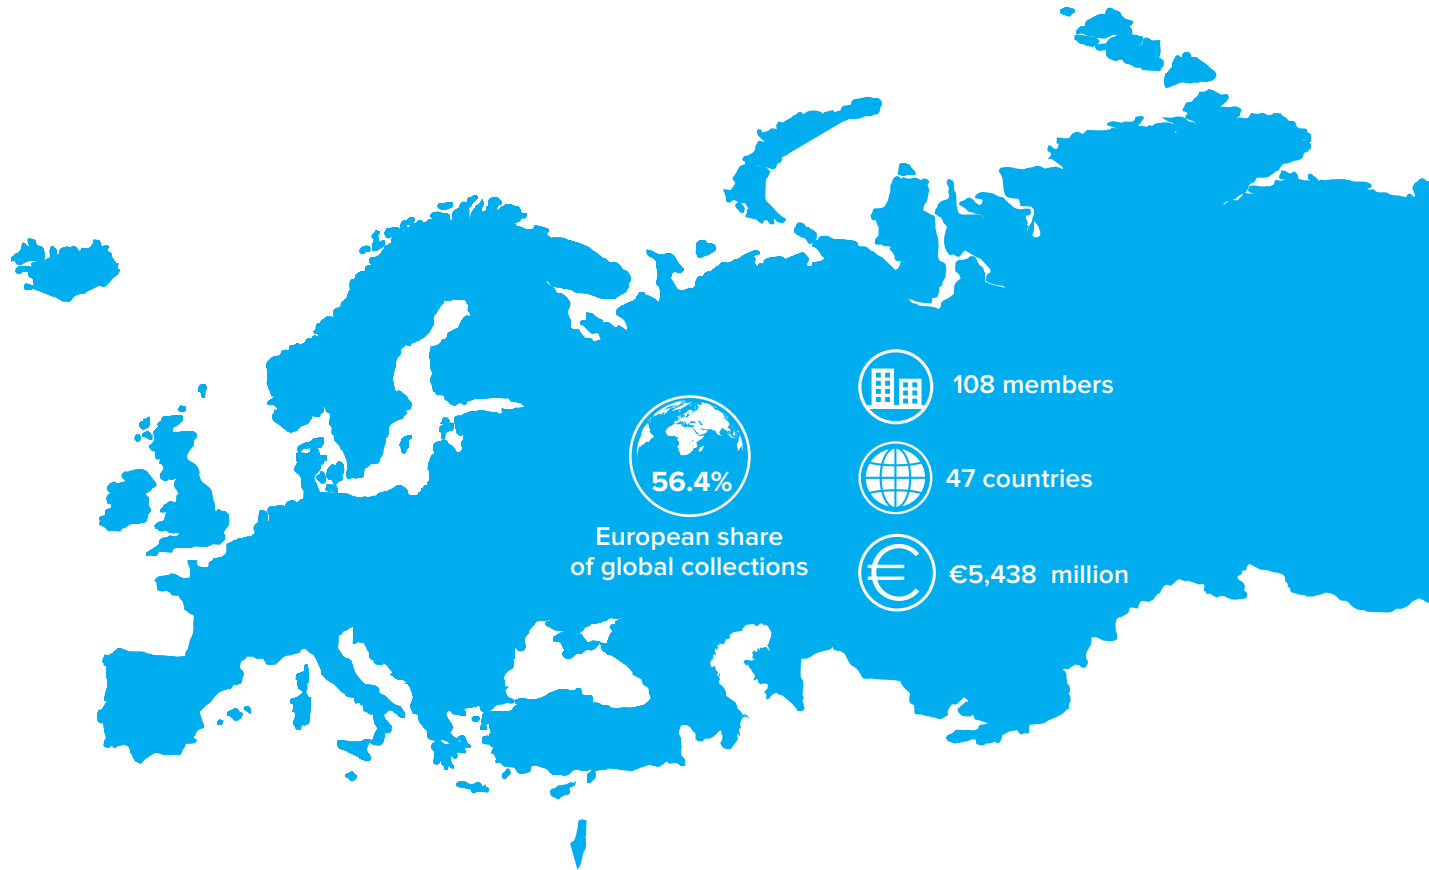 56.4%
European share
of global collections
108 members
47 countries
€5,438 million